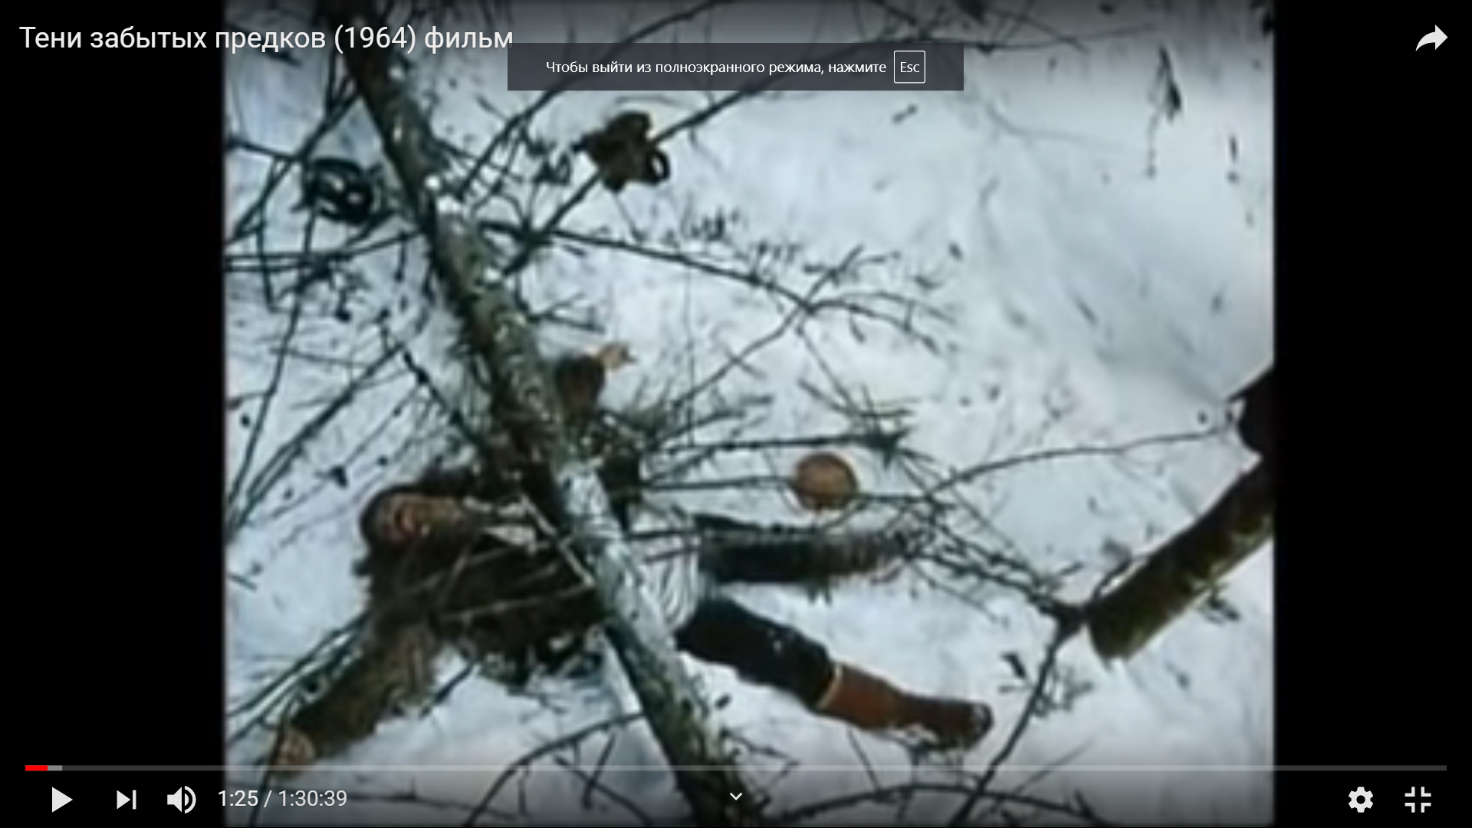 Тени забытых предков (1964) фильм
Чтобы выйти из полноэкранного режима, нажмите Esc
1:25 / 1:30:39